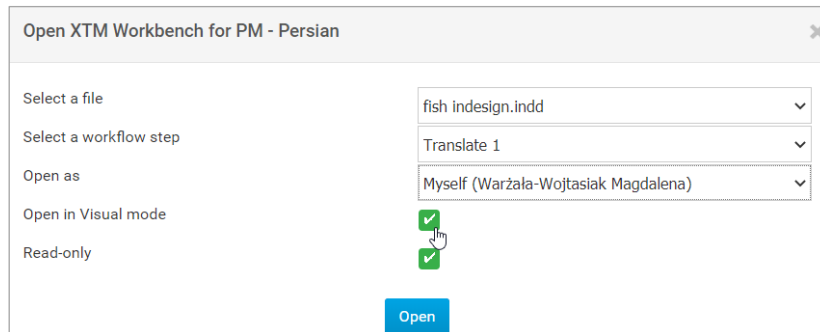 Open XTM Workbench for PM - Persian
Select a file
fish indesign.indd
Select a workflow step
Translate 1
Open as
Myself (Warżała-Wojtasiak Magdalena)
Open in Visual mode
Read-only
Open